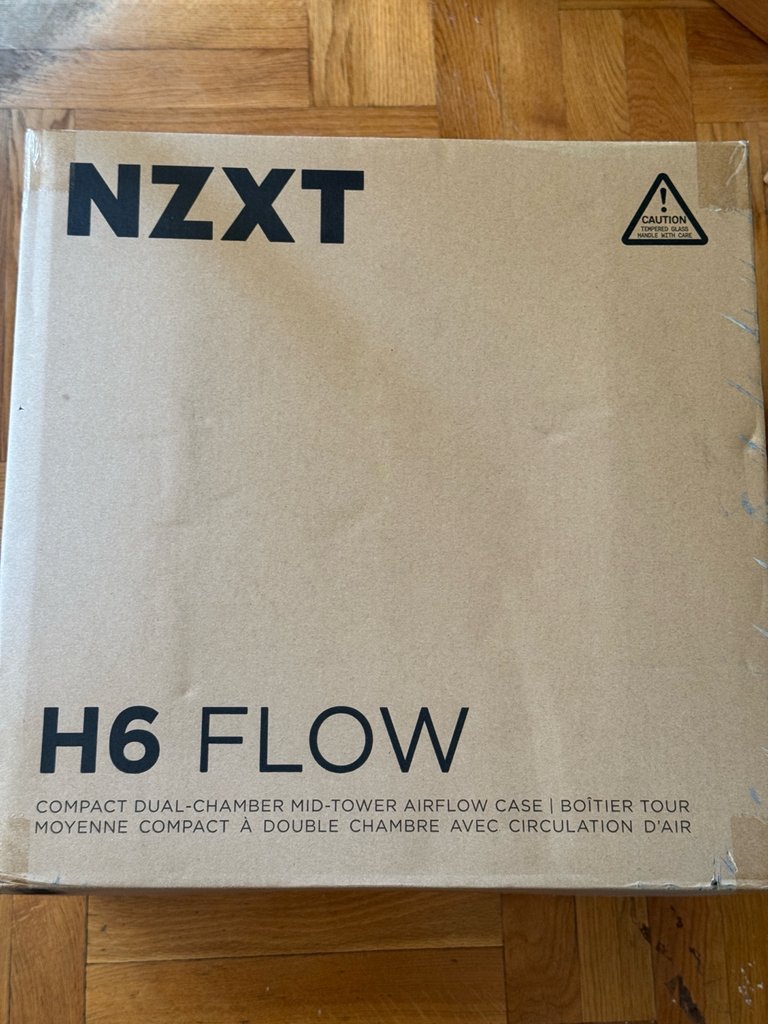 NZXT
CAUTION
TEMPERED GLASS
HANDLE WITH CARE
H6 FLOW
COMPACT DUAL-CHAMBER MID-TOWER AIRFLOW CASE | BOÎTIER TOUR
MOYENNE COMPACT À DOUBLE CHAMBRE AVEC CIRCULATION D'AIR